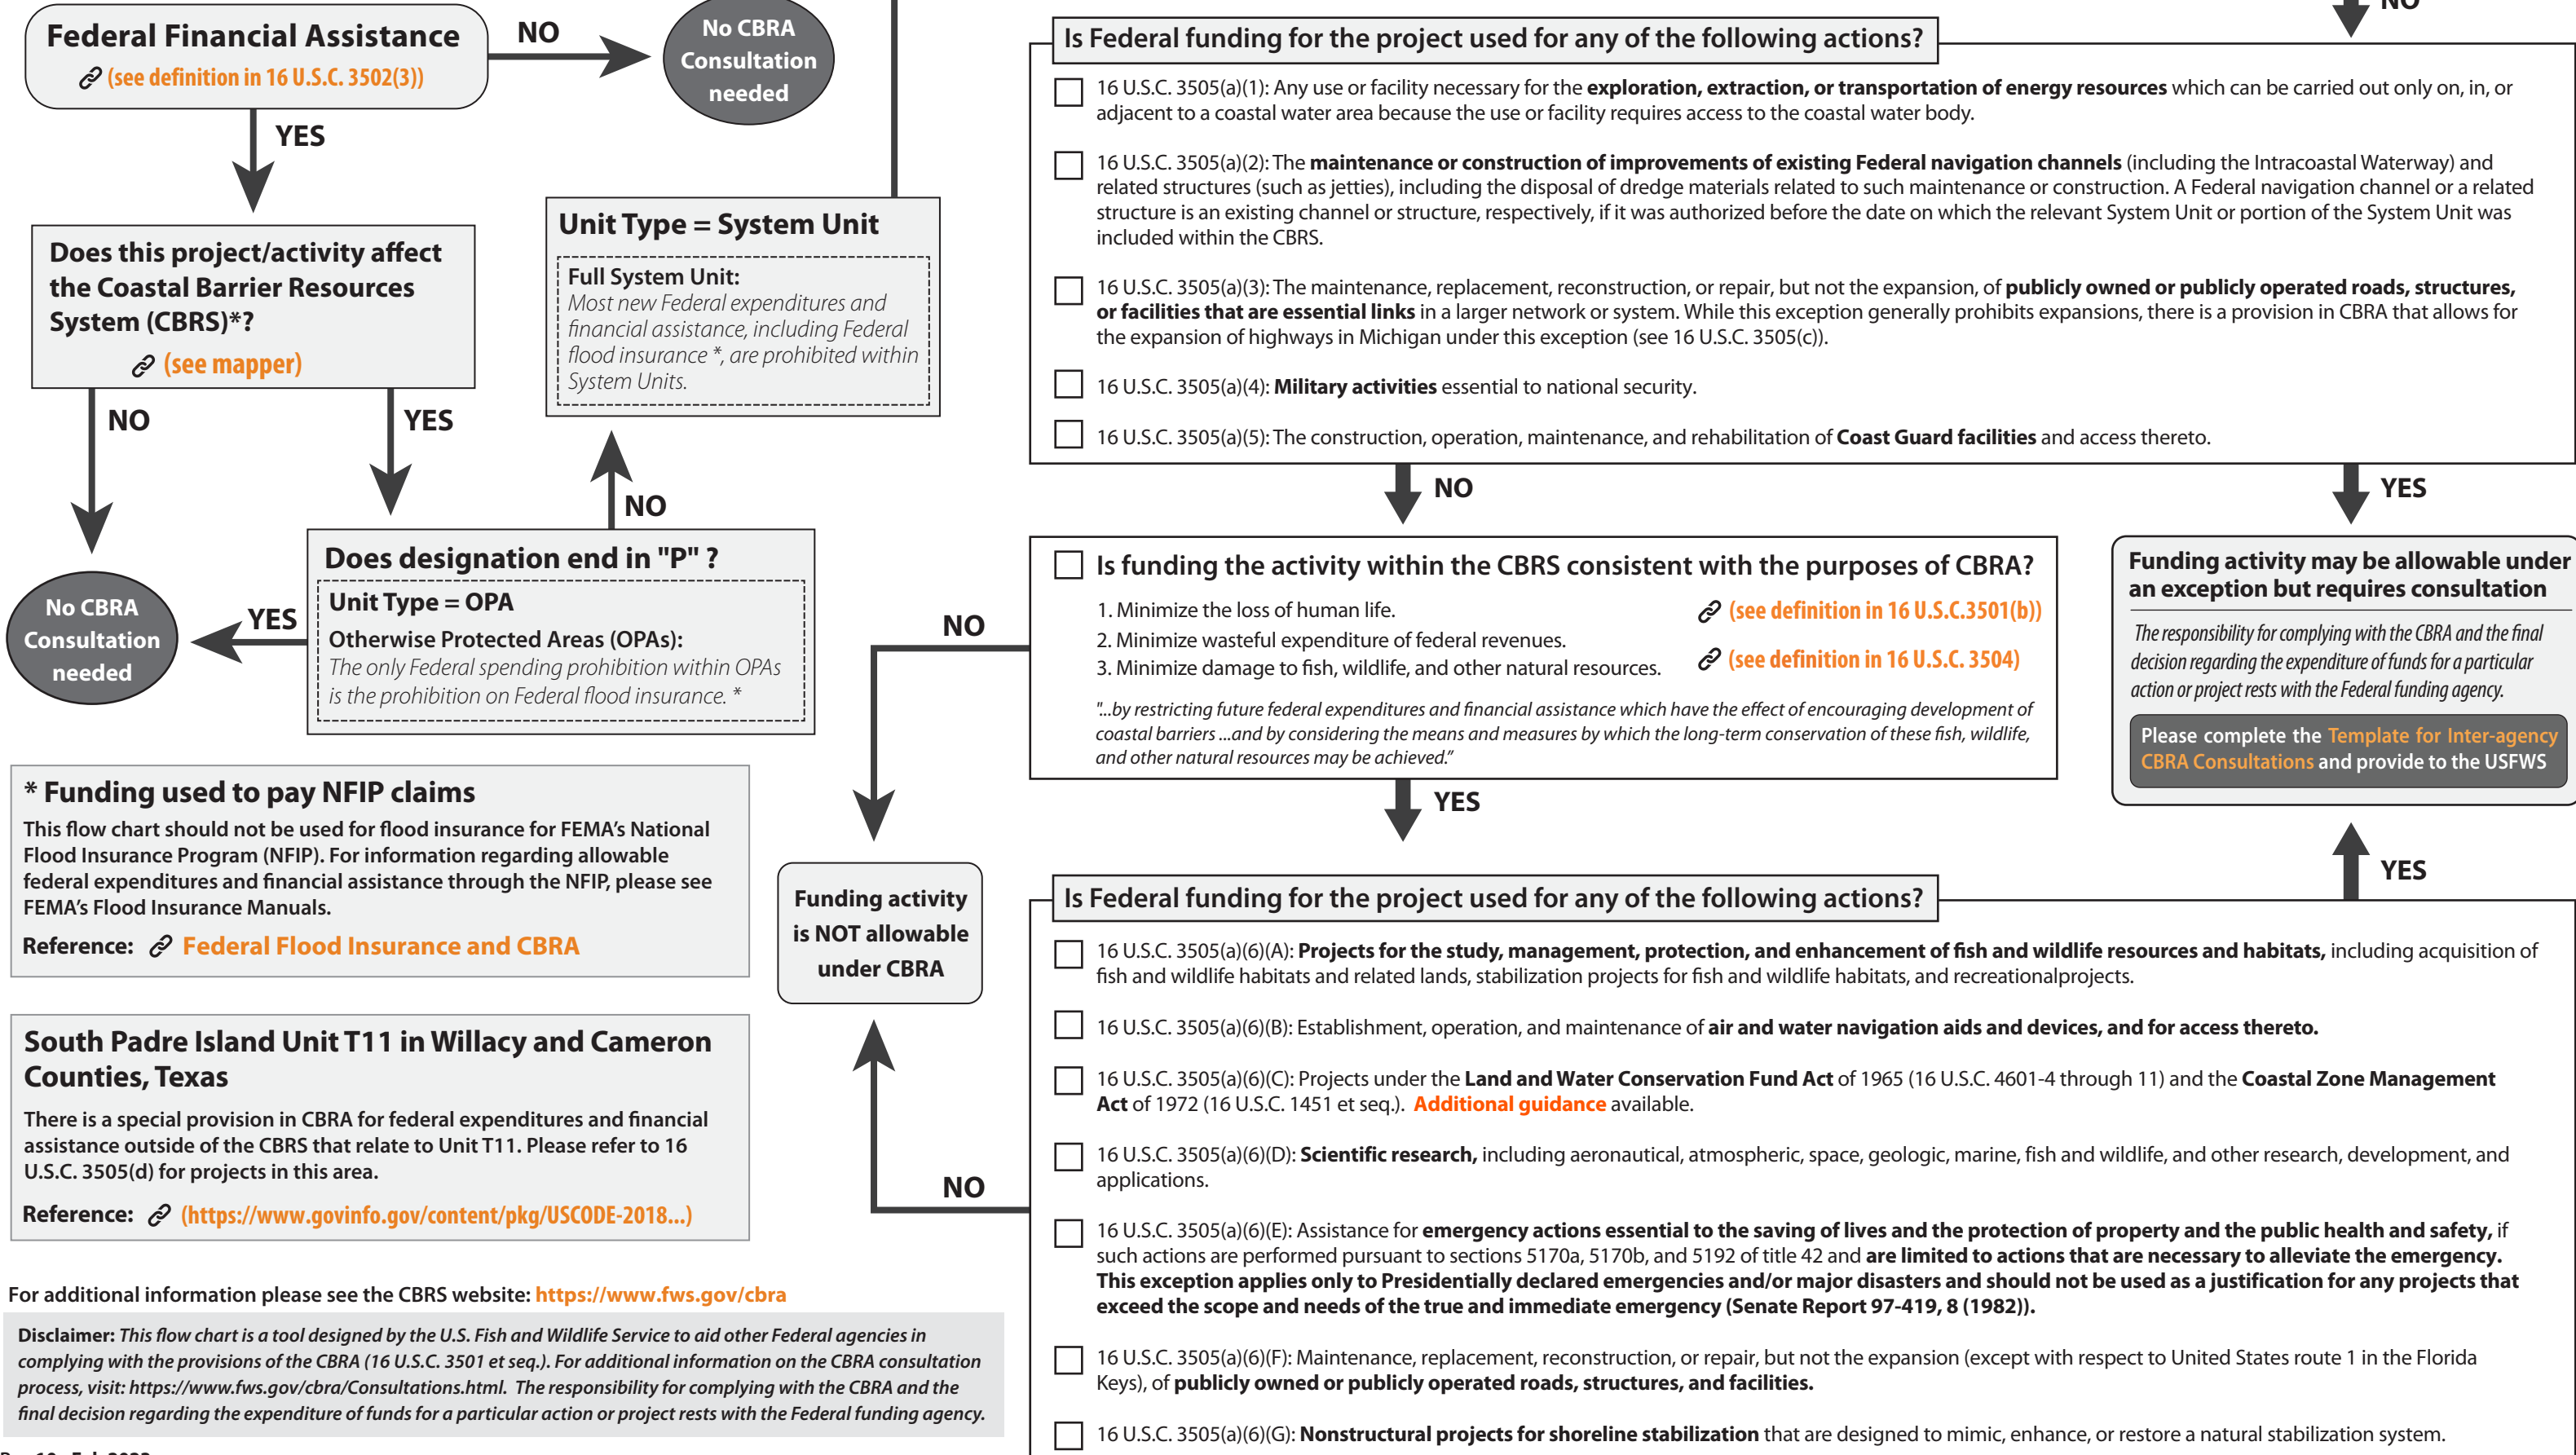 Federal Financial Assistance
(see definition in 16 U.S.C. 3502(3))
NO
No CBRA
Consultation
needed
YES
Does this project/activity affect
the Coastal Barrier Resources
System (CBRS)*?
(see mapper)
NO
YES
Unit Type = System Unit
Full System Unit:
Most new Federal expenditures and
financial assistance, including Federal
flood insurance *, are prohibited within
System Units.
NO
Does designation end in "P" ?
Unit Type = OPA
Otherwise Protected Areas (OPAs):
The only Federal spending prohibition within OPAs
is the prohibition on Federal flood insurance. *
YES
No CBRA
Consultation
needed
* Funding used to pay NFIP claims
This flow chart should not be used for flood insurance for FEMA's National
Flood Insurance Program (NFIP). For information regarding allowable
federal expenditures and financial assistance through the NFIP, please see
FEMA's Flood Insurance Manuals.
Reference: Federal Flood Insurance and CBRA
South Padre Island Unit T11 in Willacy and Cameron
Counties, Texas
There is a special provision in CBRA for federal expenditures and financial
assistance outside of the CBRS that relate to Unit T11. Please refer to 16
U.S.C. 3505(d) for projects in this area.
Reference: (https://www.govinfo.gov/content/pkg/USCODE-2018...)
For additional information please see the CBRS website: https://www.fws.gov/cbra
Disclaimer: This flow chart is a tool designed by the U.S. Fish and Wildlife Service to aid other Federal agencies in
complying with the provisions of the CBRA (16 U.S.C. 3501 et seq.). For additional information on the CBRA consultation
process, visit: https://www.fws.gov/cbra/Consultations.html. The responsibility for complying with the CBRA and the
final decision regarding the expenditure of funds for a particular action or project rests with the Federal funding agency.
NO
Is Federal funding for the project used for any of the following actions?
16 U.S.C. 3505(a)(1): Any use or facility necessary for the exploration, extraction, or transportation of energy resources which can be carried out only on, in, or
adjacent to a coastal water area because the use or facility requires access to the coastal water body.
16 U.S.C. 3505(a)(2): The maintenance or construction of improvements of existing Federal navigation channels (including the Intracoastal Waterway) and
related structures (such as jetties), including the disposal of dredge materials related to such maintenance or construction. A Federal navigation channel or a related
structure is an existing channel or structure, respectively, if it was authorized before the date on which the relevant System Unit or portion of the System Unit was
included within the CBRS.
16 U.S.C. 3505(a)(3): The maintenance, replacement, reconstruction, or repair, but not the expansion, of publicly owned or publicly operated roads, structures,
or facilities that are essential links in a larger network or system. While this exception generally prohibits expansions, there is a provision in CBRA that allows for
the expansion of highways in Michigan under this exception (see 16 U.S.C. 3505(c)).
16 U.S.C. 3505(a)(4): Military activities essential to national security.
16 U.S.C. 3505(a)(5): The construction, operation, maintenance, and rehabilitation of Coast Guard facilities and access thereto.
NO
YES
Is funding the activity within the CBRS consistent with the purposes of CBRA?
1. Minimize the loss of human life.
2. Minimize wasteful expenditure of federal revenues.
3. Minimize damage to fish, wildlife, and other natural resources.
(see definition in 16 U.S.C.3501(b))
(see definition in 16 U.S.C. 3504)
"...by restricting future federal expenditures and financial assistance which have the effect of encouraging development of
coastal barriers ...and by considering the means and measures by which the long-term conservation of these fish, wildlife,
and other natural resources may be achieved."
Funding activity may be allowable under
an exception but requires consultation
The responsibility for complying with the CBRA and the final
decision regarding the expenditure of funds for a particular
action or project rests with the Federal funding agency.
Please complete the Template for Inter-agency
CBRA Consultations and provide to the USFWS
NO
YES
YES
Funding activity
is NOT allowable
under CBRA
NO
Is Federal funding for the project used for any of the following actions?
16 U.S.C. 3505(a)(6)(A): Projects for the study, management, protection, and enhancement of fish and wildlife resources and habitats, including acquisition of
fish and wildlife habitats and related lands, stabilization projects for fish and wildlife habitats, and recreationalprojects.
16 U.S.C. 3505(a)(6)(B): Establishment, operation, and maintenance of air and water navigation aids and devices, and for access thereto.
16 U.S.C. 3505(a)(6)(C): Projects under the Land and Water Conservation Fund Act of 1965 (16 U.S.C. 4601-4 through 11) and the Coastal Zone Management
Act of 1972 (16 U.S.C. 1451 et seq.). Additional guidance available.
16 U.S.C. 3505(a)(6)(D): Scientific research, including aeronautical, atmospheric, space, geologic, marine, fish and wildlife, and other research, development, and
applications.
16 U.S.C. 3505(a)(6)(E): Assistance for emergency actions essential to the saving of lives and the protection of property and the public health and safety, if
such actions are performed pursuant to sections 5170a, 5170b, and 5192 of title 42 and are limited to actions that are necessary to alleviate the emergency.
This exception applies only to Presidentially declared emergencies and/or major disasters and should not be used as a justification for any projects that
exceed the scope and needs of the true and immediate emergency (Senate Report 97-419, 8 (1982)).
16 U.S.C. 3505(a)(6)(F): Maintenance, replacement, reconstruction, or repair, but not the expansion (except with respect to United States route 1 in the Florida
Keys), of publicly owned or publicly operated roads, structures, and facilities.
16 U.S.C. 3505(a)(6)(G): Nonstructural projects for shoreline stabilization that are designed to mimic, enhance, or restore a natural stabilization system.